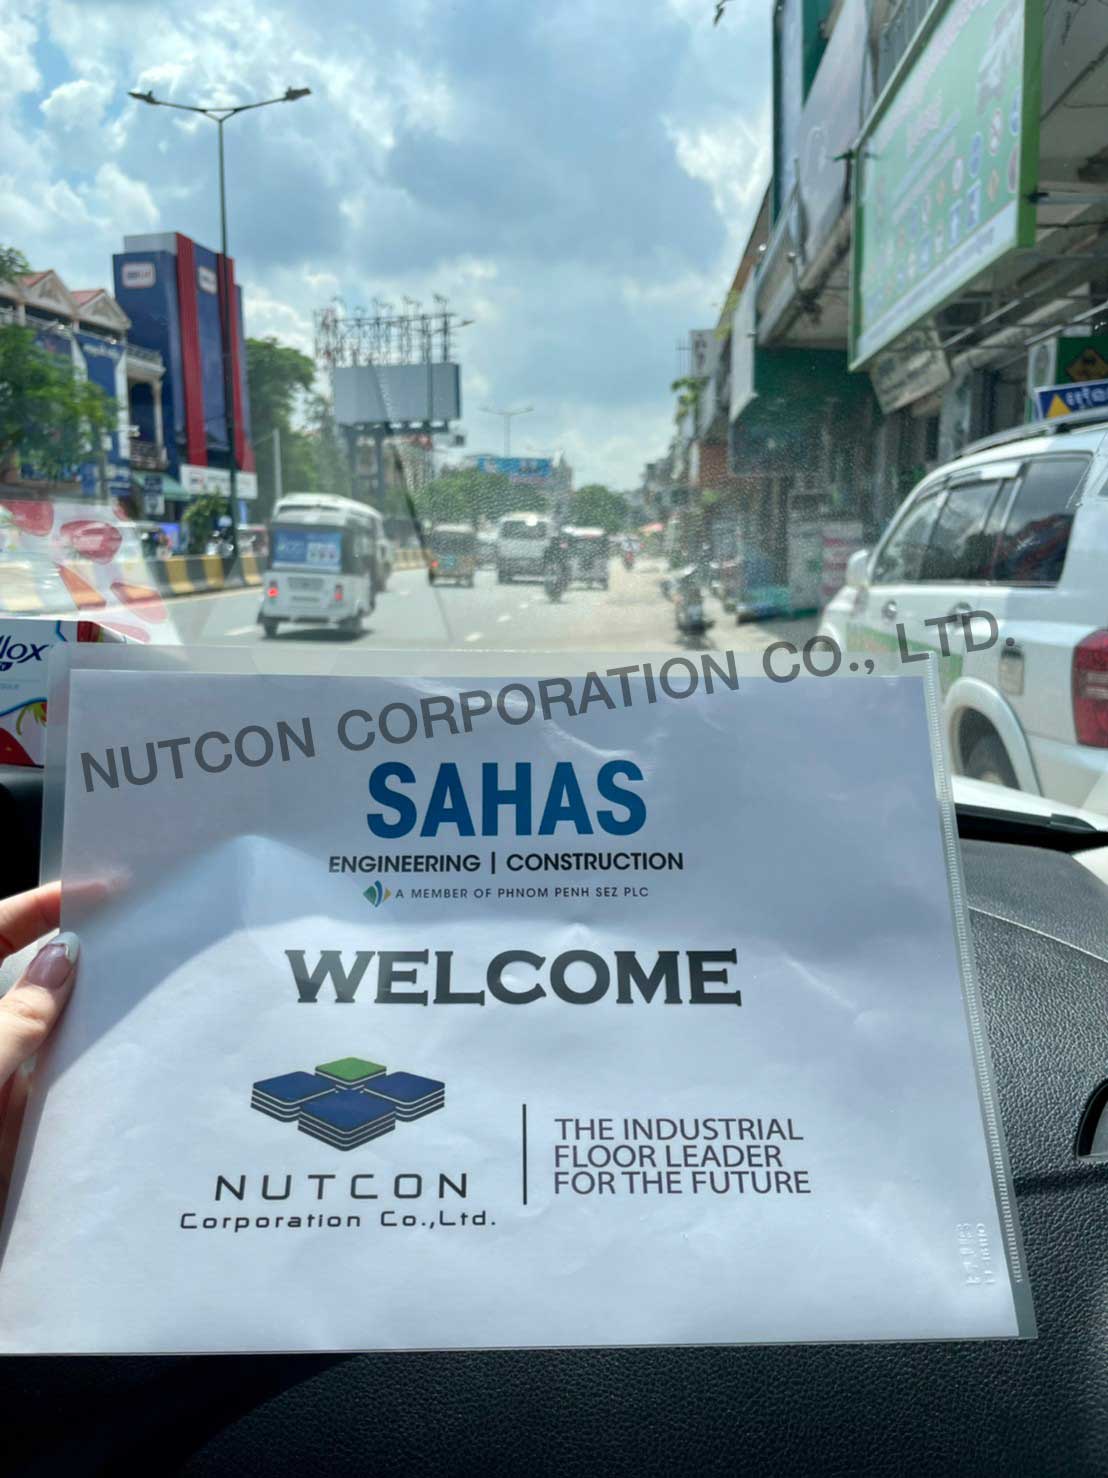 llox
NUTCON CORPORATION CO., LTD.
SAHAS
ENGINEERING | CONSTRUCTION
A MEMBER OF PHNOM PENH SEZ PLC
WELCOME
NUTCON
Corporation Co.,Ltd.
THE INDUSTRIAL
FLOOR LEADER
FOR THE FUTURE